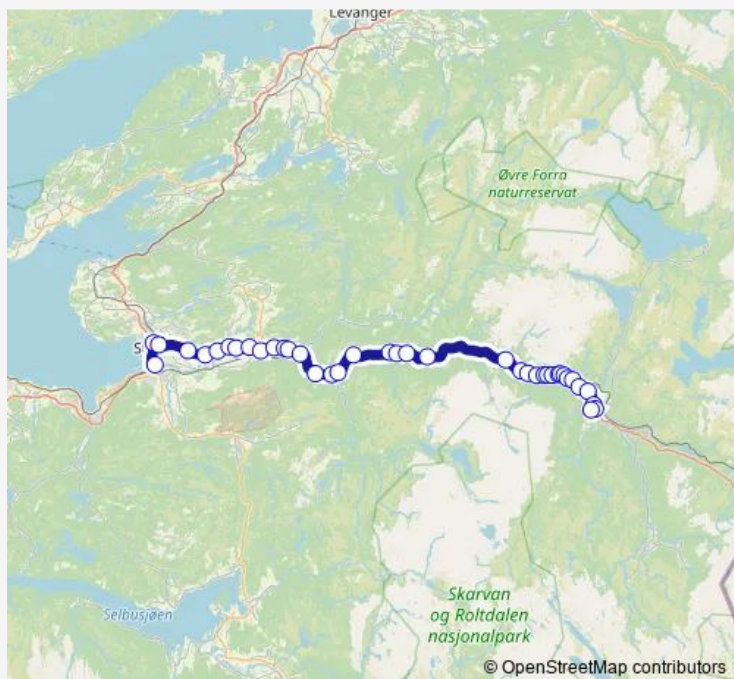 Levanger
Øvre Forra
naturreservat
S
Selbusjøen
Skarvan
og Roltdalen
nasjonalpark
© OpenStreetMap contributors